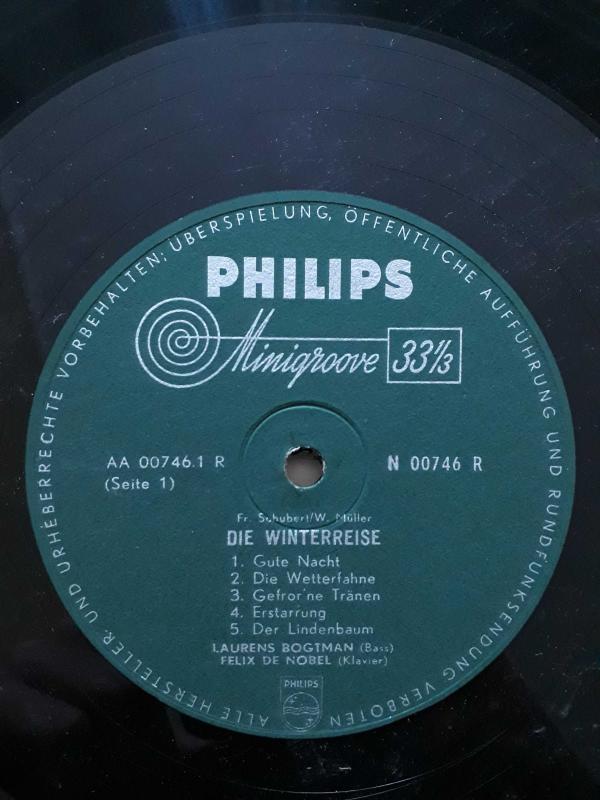 ALLE HERSTELLER UND URHEBERRECHTE VORBEHALTEN; ÜBERSPIELUNG, ÖFFENTLICHE AUFFÜHRUNG UND RUNDFUNKSENDUNG VERBOTEN
PHILIPS
Minigroove 33⅓
AA 00746.1 R
(Seite 1)
N 00746 R
Fr. Schubert/W. Müller
DIE WINTERREISE
1. Gute Nacht
2. Die Wetterfahne
3. Gefror'ne Tränen
4. Erstarrung
5. Der Lindenbaum
LAURENS BOGTMAN (Bass)
FELIX DE NOBEL (Klavier)
PHILIPS